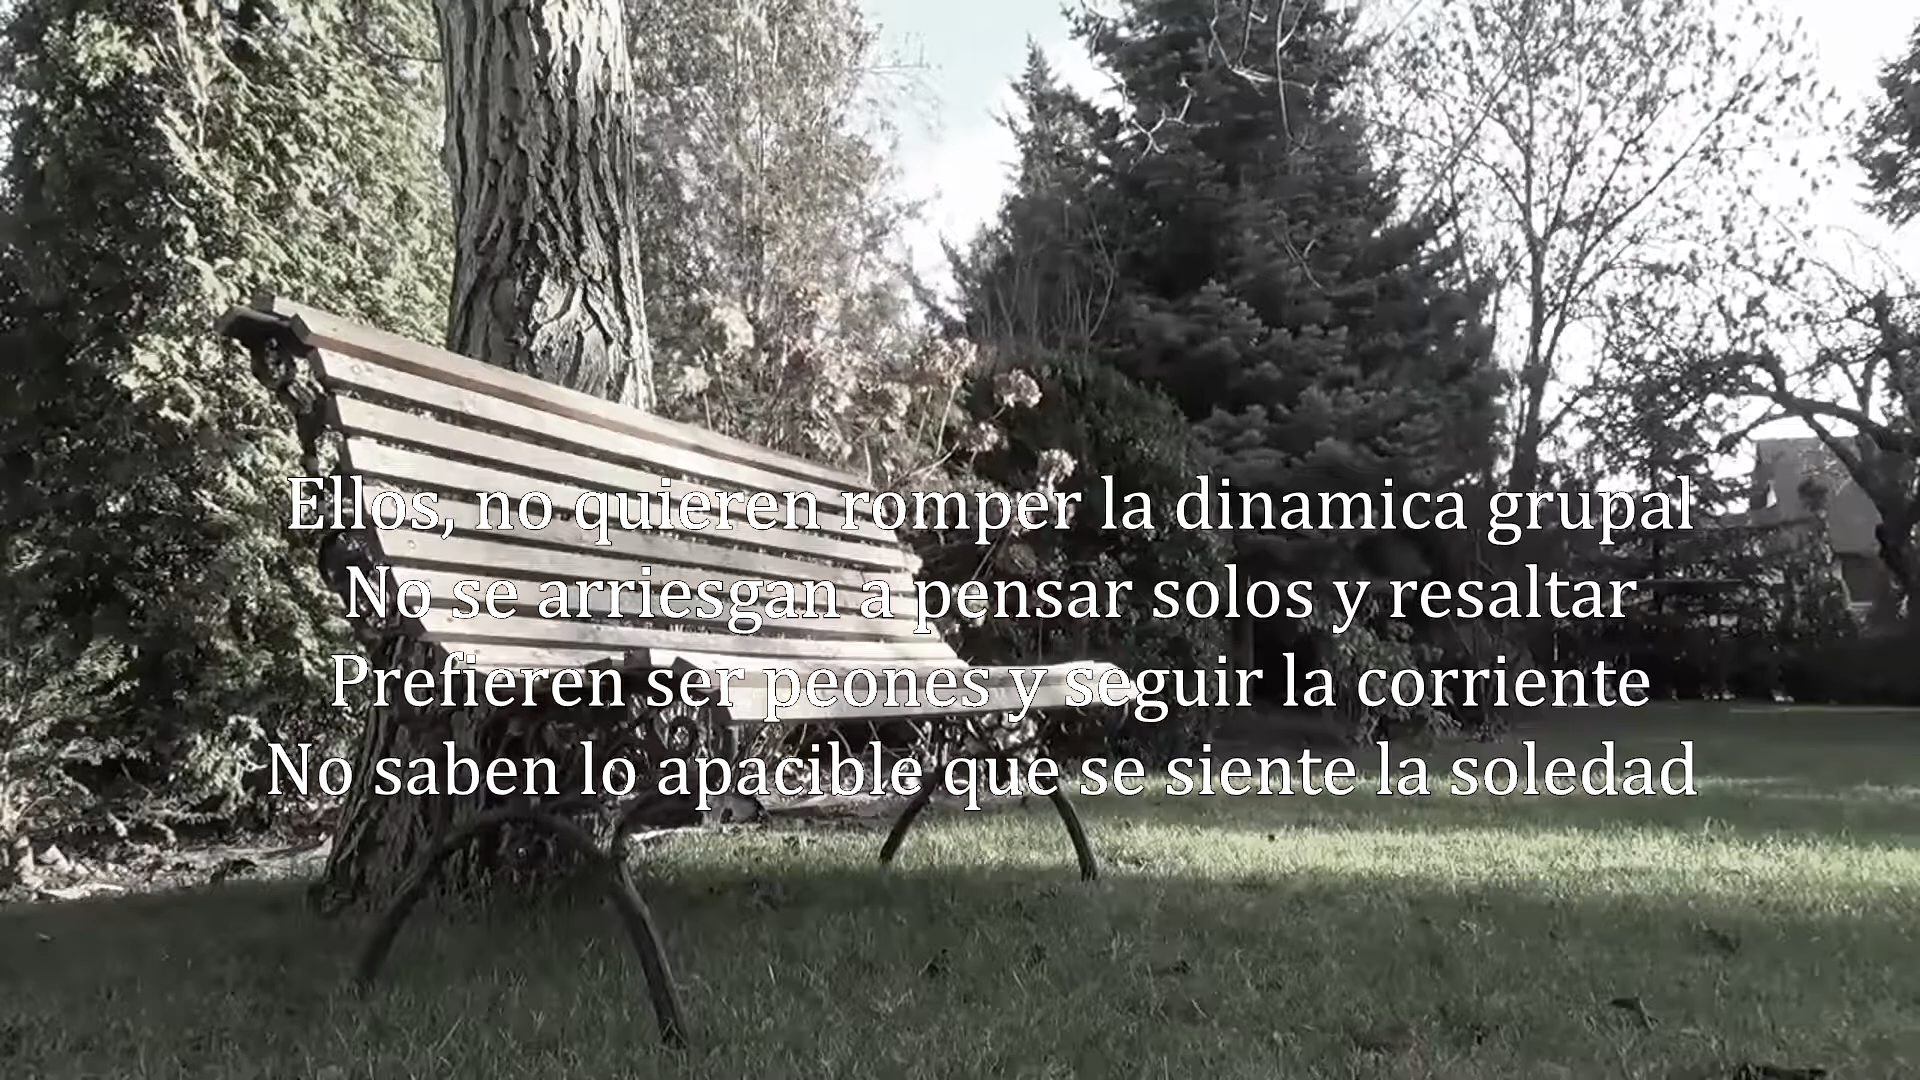 Ellos, no quieren romper la dinamica grupal
No se arriesgan a pensar solos y resaltar
Prefieren ser peones y seguir la corriente
No saben lo apacible que se siente la soledad